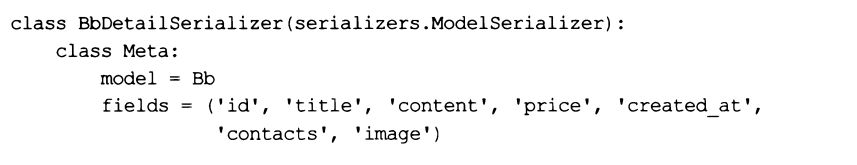 class BbDetailSerializer(serializers.ModelSerializer):
    class Meta:
        model = Bb
        fields = ('id', 'title', 'content', 'price', 'created_at',
                  'contacts', 'image')